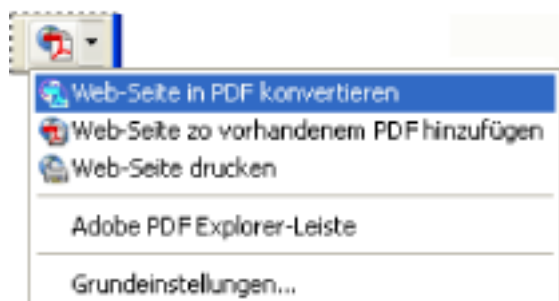 Web-Seite in PDF konvertieren
Web-Seite zo vorhandenem PDF hinzufügen
Web-Seite drucken
Adobe PDF Explorer-Leiste
Grundeinstellungen...